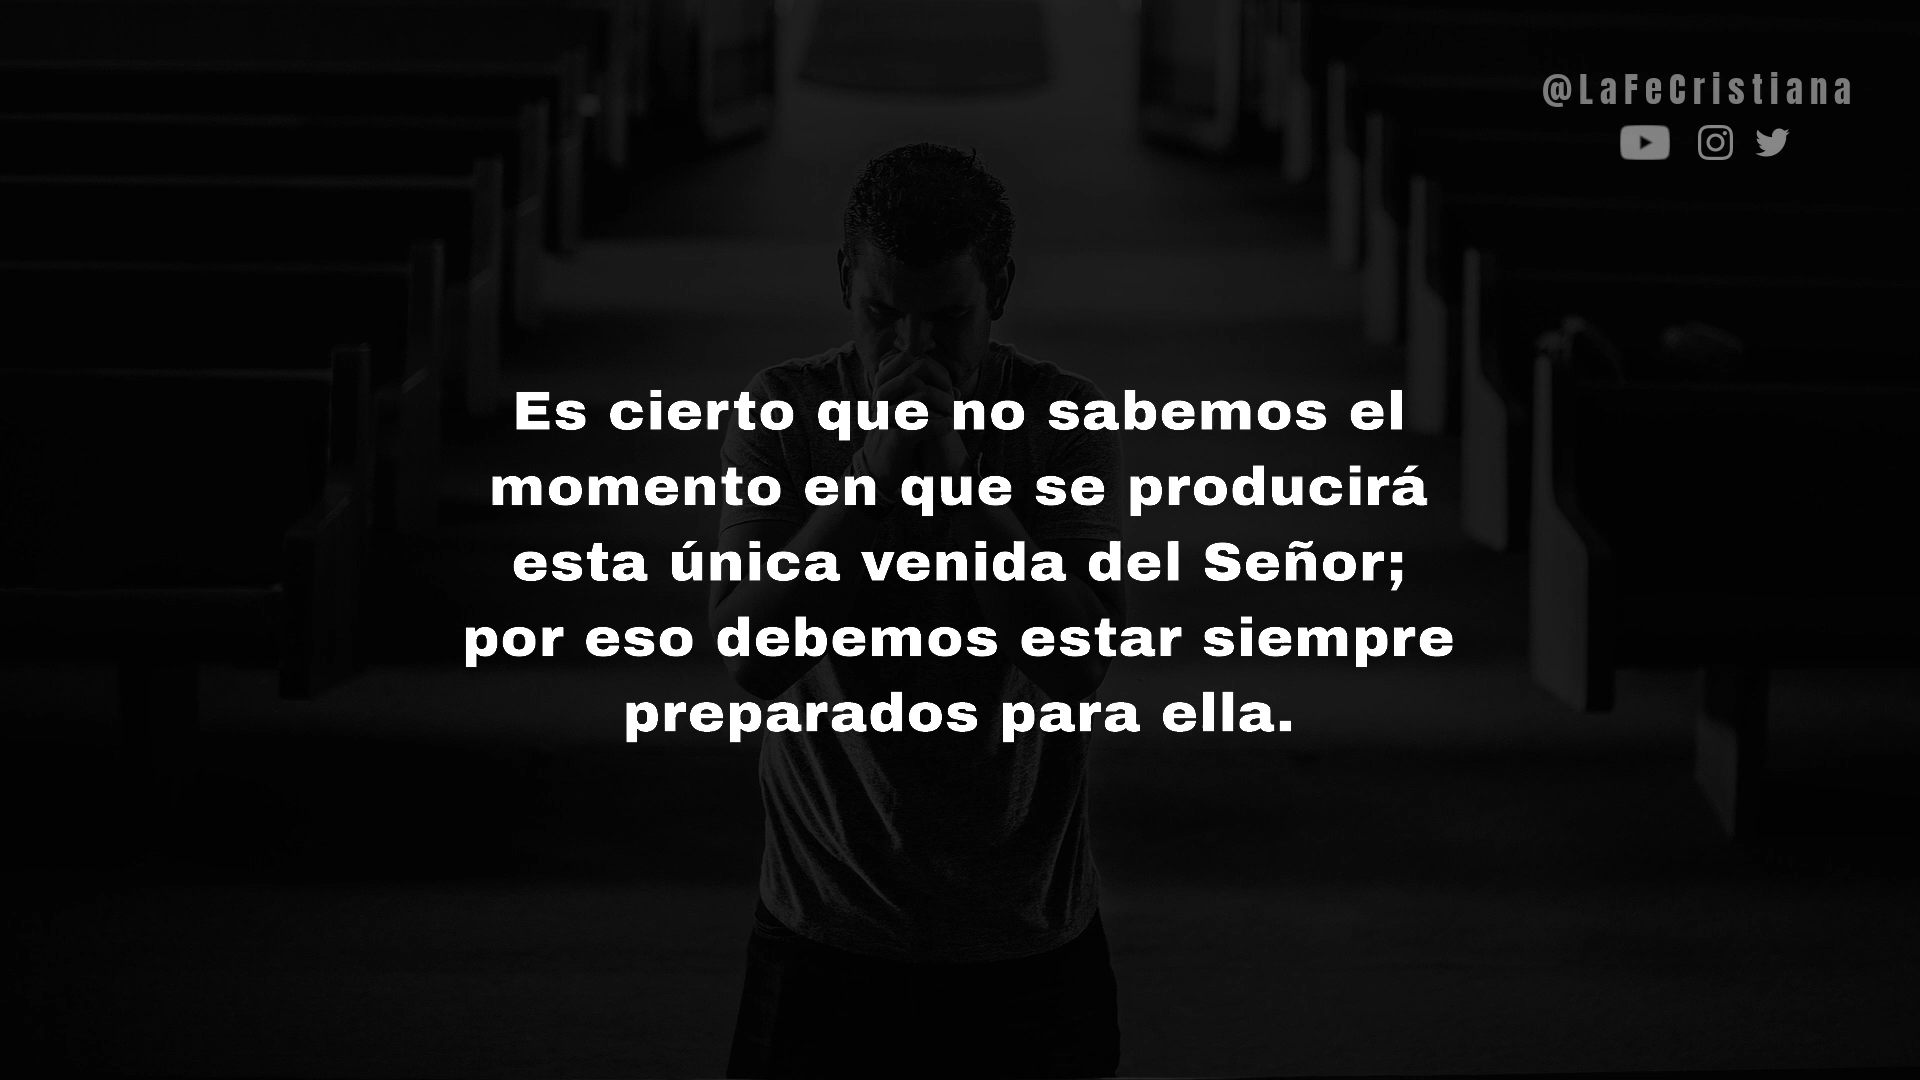 @LaFeCristiana
Es cierto que no sabemos el
momento en que se producirá
esta única venida del Señor;
por eso debemos estar siempre
preparados para ella.